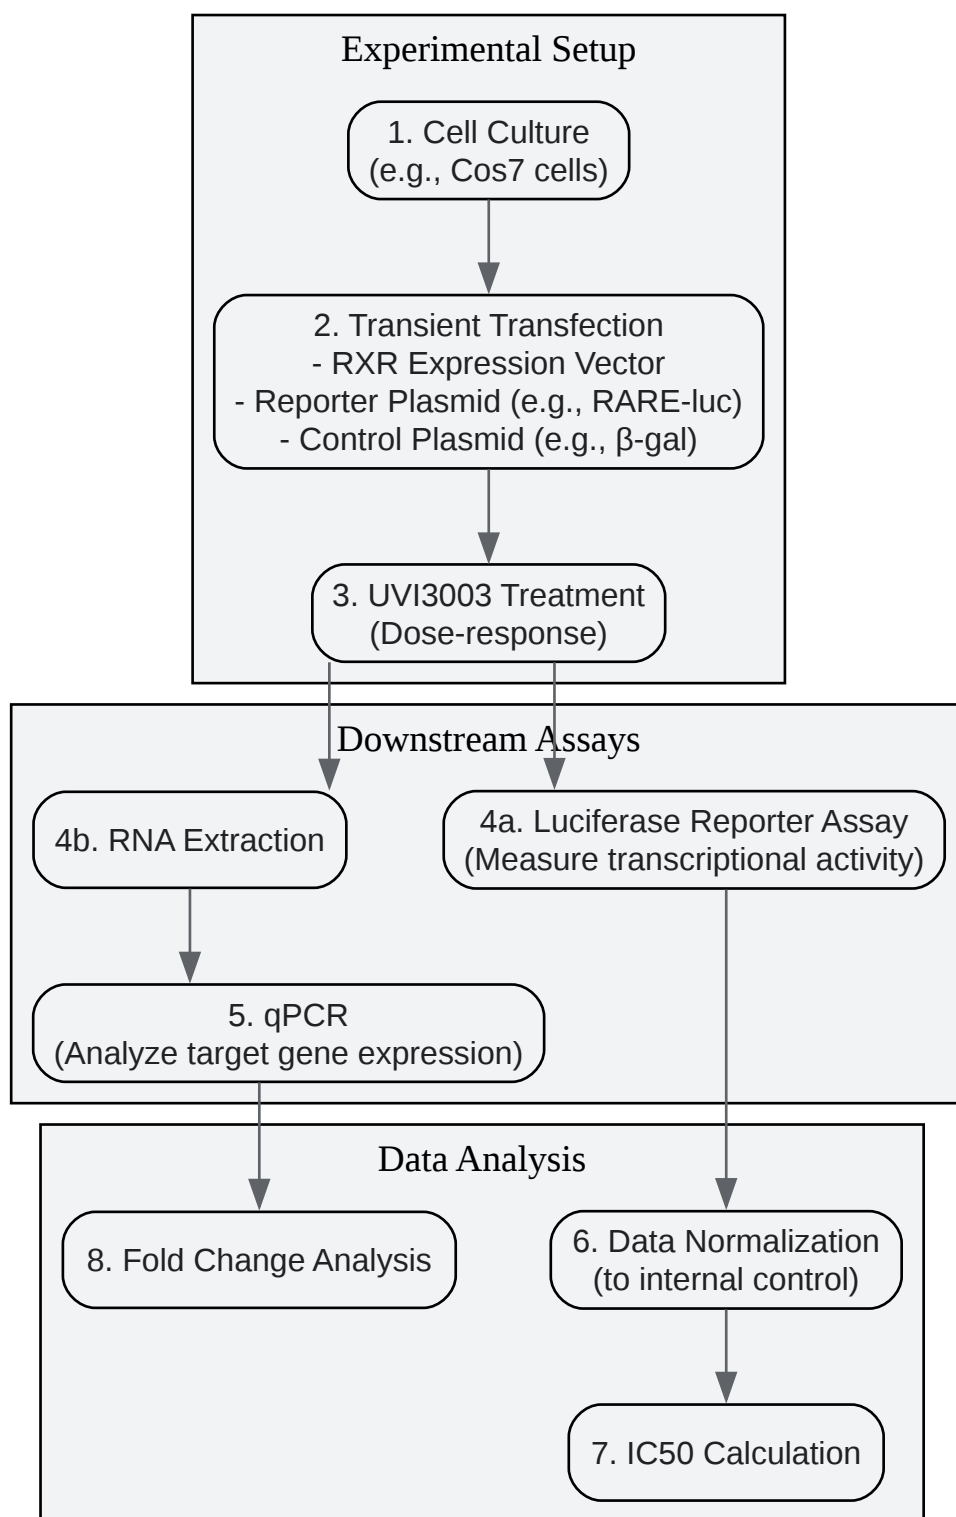 Experimental Setup
1. Cell Culture
(e.g., Cos7 cells)
2. Transient Transfection
- RXR Expression Vector
- Reporter Plasmid (e.g., RARE-luc)
- Control Plasmid (e.g., β-gal)
3. UVI3003 Treatment
(Dose-response)
Downstream Assays
4b. RNA Extraction
4a. Luciferase Reporter Assay
(Measure transcriptional activity)
5. qPCR
(Analyze target gene expression)
Data Analysis
8. Fold Change Analysis
6. Data Normalization
(to internal control)
7. IC50 Calculation